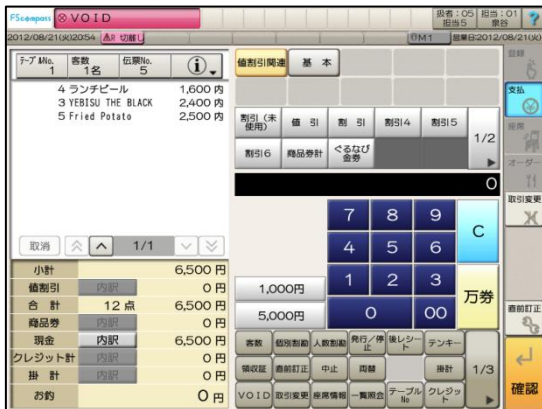 FScompass ⊗VOID 扱者:05 担当:01
担当5 泉谷 ?
2012/08/21(火)20:54 AR 切離し 0M1 営業日:2012/08/21(火)
テーブルNo. 1 客数 1名 伝票No. 5
4 ランチビール 1,600 内
3 YEBISU THE BLACK 2,400 内
5 Fried Potato 2,500 内
取消 1/1
小計 6,500 円
値割引 内訳 0 円
合計 12 点 6,500 円
商品券 内訳 0 円
現金 内訳 6,500 円
クレジット計 内訳 0 円
掛計 内訳 0 円
お釣 0 円
値割引関連 基本
割引(未使用) 値引 割引 割引4 割引5 1/2
割引6 商品券計 ぐるなび金券
0
7 8 9 C
4 5 6
1,000円 1 2 3 万券
5,000円 0 00
客数 個別割勘 人数割勘 発行/停止 後レシート テンキー 1/3
領収証 直前訂正 中止 両替 掛計
VOID 取引変更 座席情報 一覧照会 テーブルNo クレジット
登録
支払
座席
オーダー
取引変更
直前訂正
確認